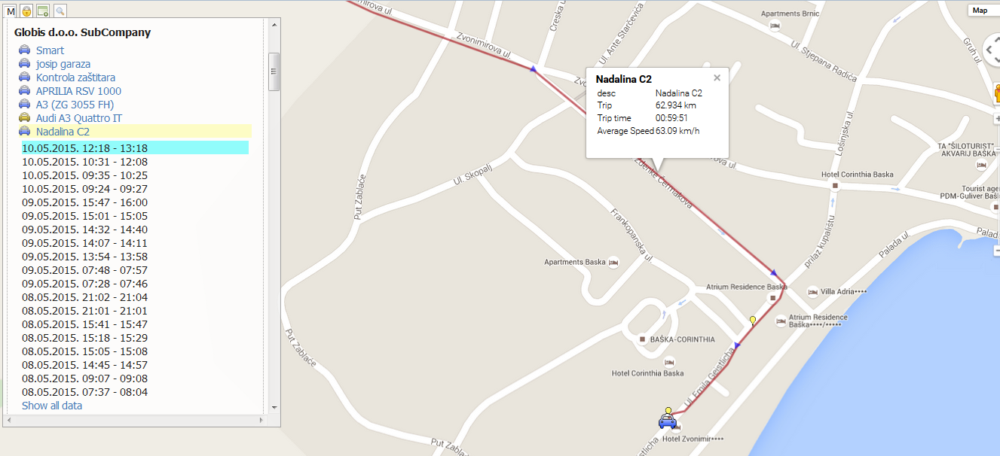 M
Globis d.o.o. SubCompany
Smart
josip garaza
Kontrola zaštitara
APRILIA RSV 1000
A3 (ZG 3055 FH)
Audi A3 Quattro IT
Nadalina C2
10.05.2015. 12:18 - 13:18
10.05.2015. 10:31 - 12:08
10.05.2015. 09:35 - 10:25
10.05.2015. 09:24 - 09:27
09.05.2015. 15:47 - 16:00
09.05.2015. 15:01 - 15:05
09.05.2015. 14:32 - 14:40
09.05.2015. 14:07 - 14:11
09.05.2015. 13:54 - 13:58
09.05.2015. 07:48 - 07:57
09.05.2015. 07:28 - 07:46
08.05.2015. 21:02 - 21:04
08.05.2015. 21:01 - 21:01
08.05.2015. 15:41 - 15:47
08.05.2015. 15:18 - 15:29
08.05.2015. 15:05 - 15:08
08.05.2015. 14:45 - 14:57
08.05.2015. 09:07 - 09:08
08.05.2015. 07:37 - 08:04
Show all data
Map
mirova ul.
Creska u
Apartments Brnic
Zvonimirova ul.
Ul. Ante Starčevića
Ul. Stjepana Radića
Gruh ul.
Zvo
Nadalina C2
desc Nadalina C2
Trip 62.934 km
Trip time 00:59:51
Average Speed 63.09 km/h
ova ul.
Lošinjska ul.
TA "ŠILOTURIST"
AKVARIJ BAŠKA
Hotel Corinthia Baska
Tourist age
PDM-Guliver Baši
Put Zablaće
Ul. Skopalj
Zdenke Čermakova
Frankopanska ul.
prilaz kupalištu
Palada ul.
Palad
Apartments Baska
Atrium Residence Baska
Villa Adria••••
Atrium Residence
Baška••••/•••••
BAŠKA-CORINTHIA
Hotel Corinthia Baska
Put Zablaće
Ul. Emila Geistlicha
Hotel Zvonimir••••
Geistlicha
Put Zabla